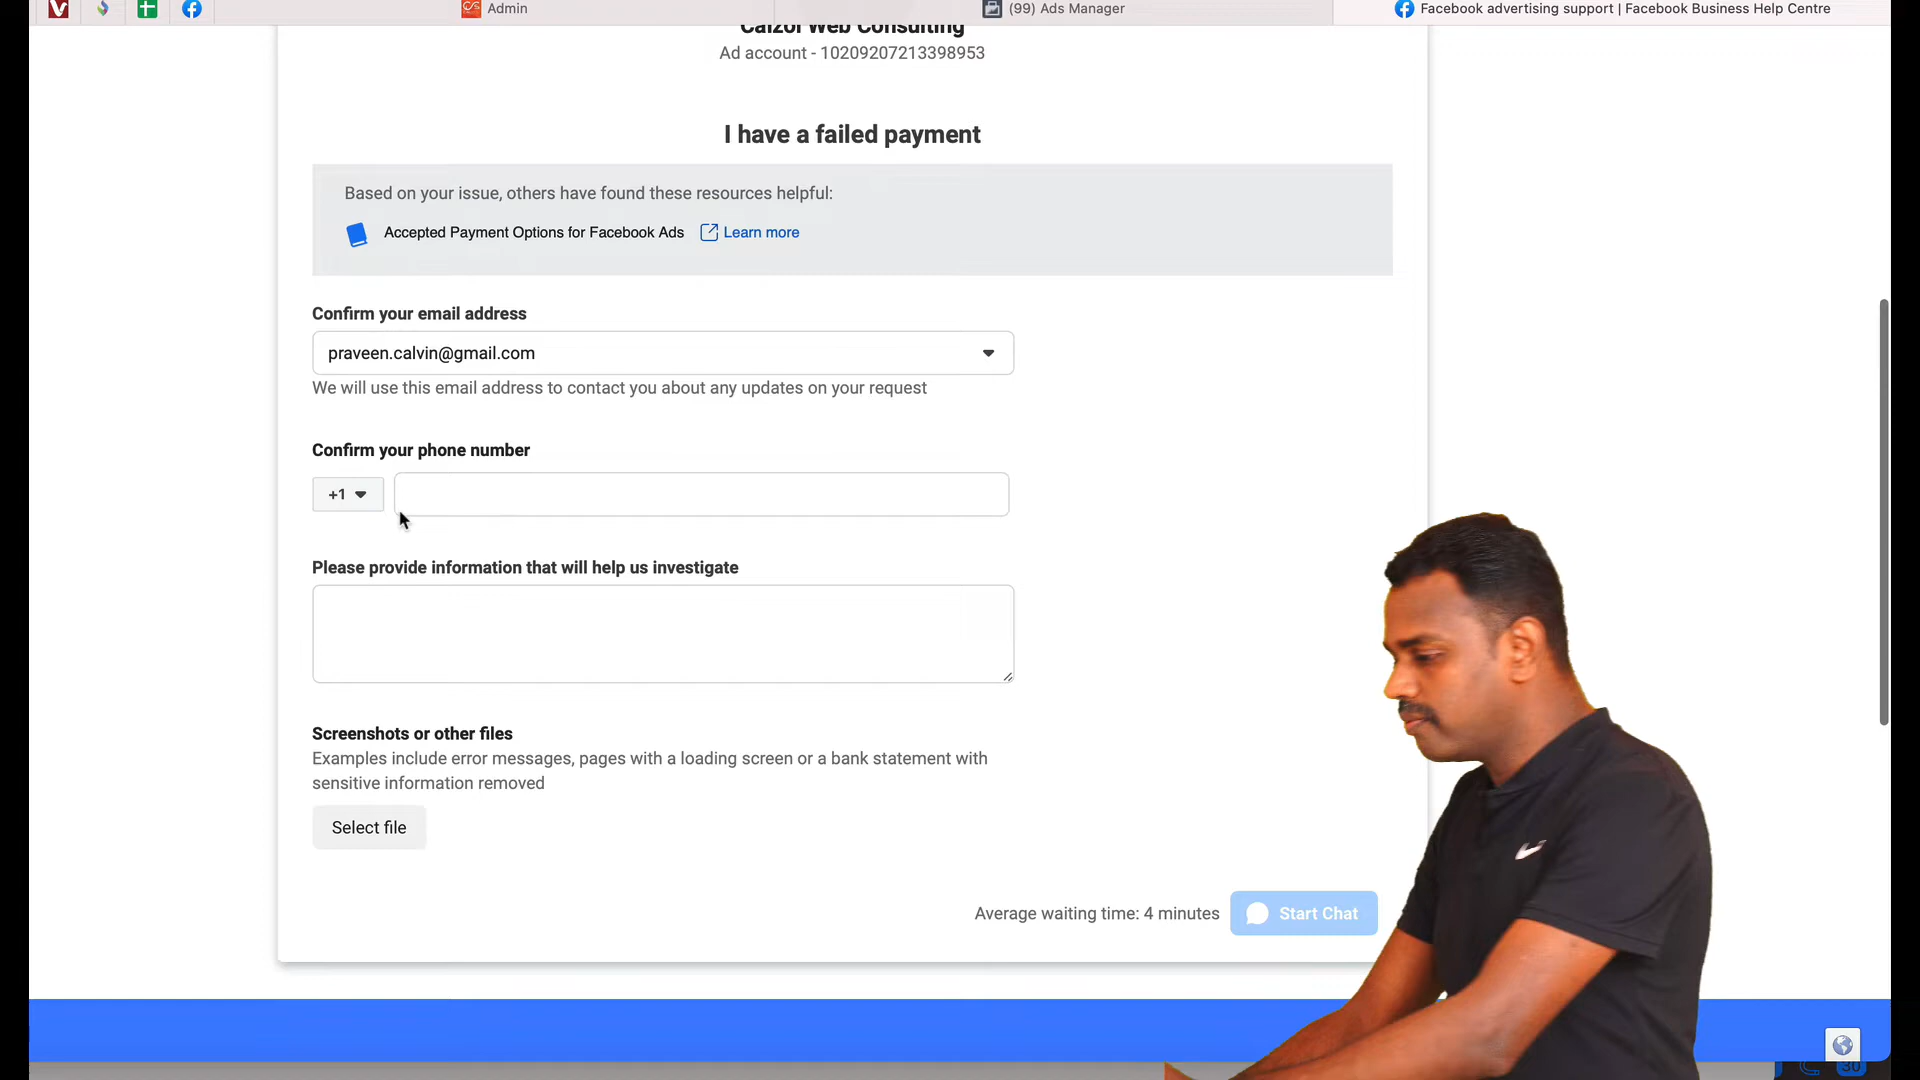 Admin
(99) Ads Manager
Facebook advertising support | Facebook Business Help Centre
Calzol Web Consulting
Ad account - 10209207213398953
I have a failed payment
Based on your issue, others have found these resources helpful:
Accepted Payment Options for Facebook Ads
Learn more
Confirm your email address
praveen.calvin@gmail.com
We will use this email address to contact you about any updates on your request
Confirm your phone number
+1
Please provide information that will help us investigate
Screenshots or other files
Examples include error messages, pages with a loading screen or a bank statement with
sensitive information removed
Select file
Average waiting time: 4 minutes
Start Chat
30